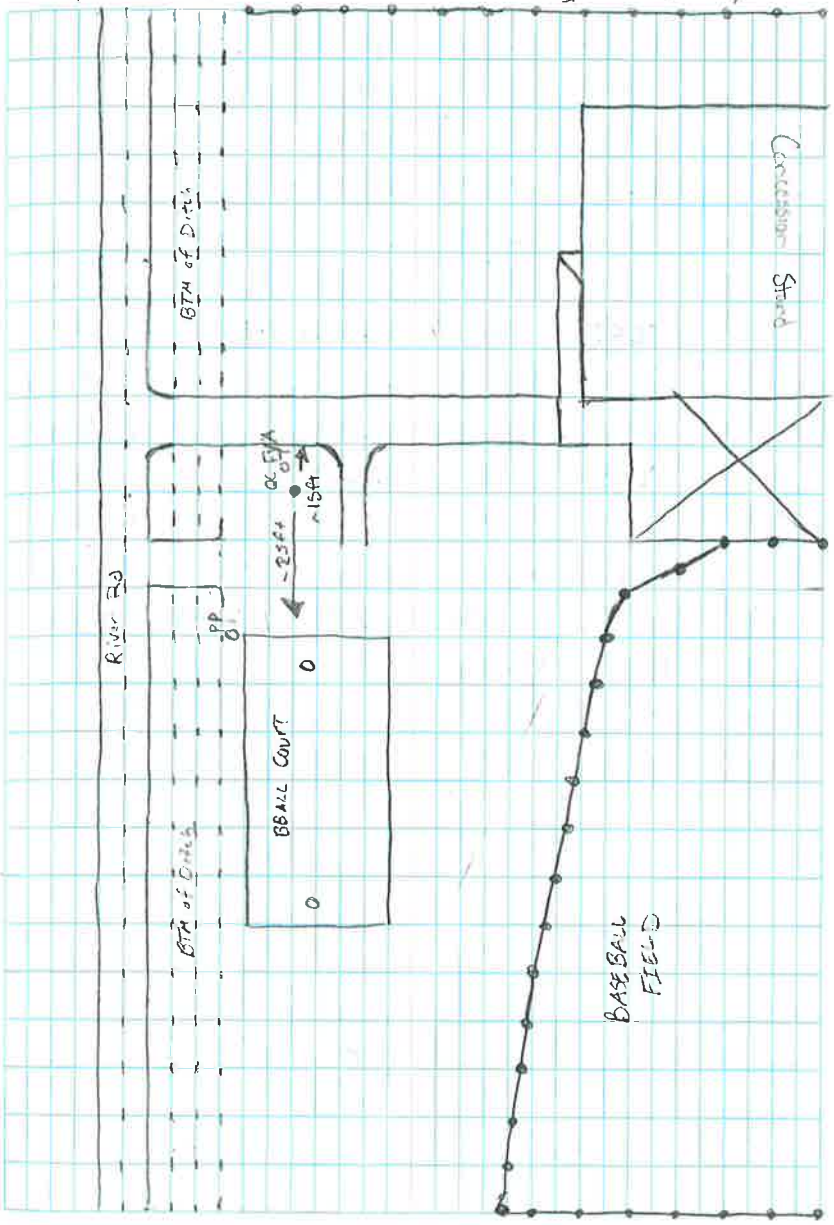 Concession Stand
BTM of Ditch
~15ft
~25ft
River Rd
PP
BBALL COURT
BTM of Ditch
BASEBALL
FIELD